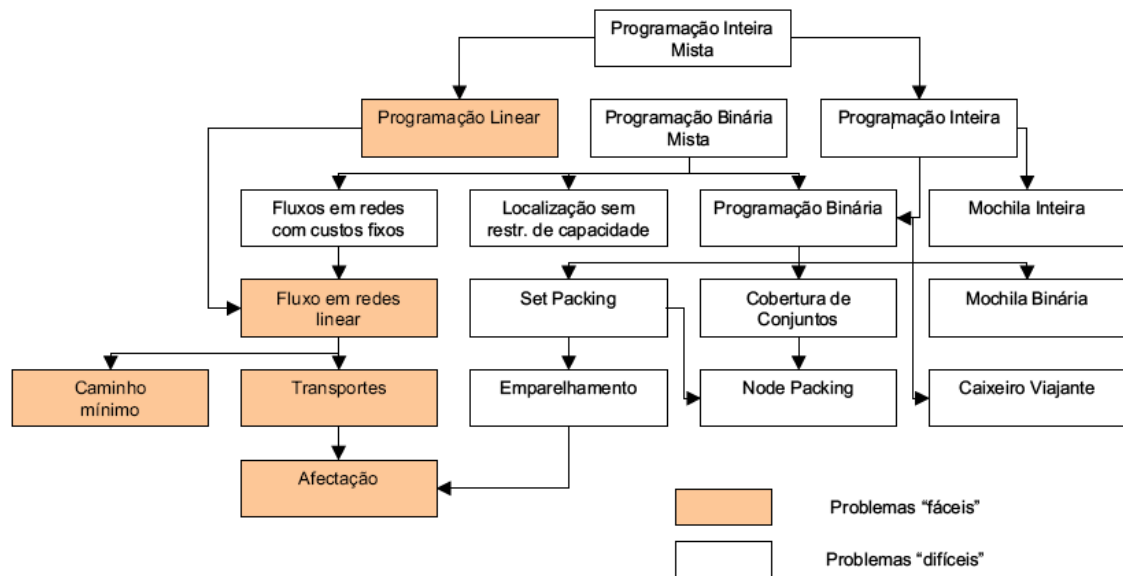 Programação Inteira
Mista
Programação Linear
Programação Binária
Mista
Programação Inteira
Fluxos em redes
com custos fixos
Localização sem
restr. de capacidade
Programação Binária
Mochila Inteira
Fluxo em redes
linear
Set Packing
Cobertura de
Conjuntos
Mochila Binária
Caminho
mínimo
Transportes
Emparelhamento
Node Packing
Caixeiro Viajante
Afectação
Problemas “fáceis”
Problemas “difíceis”